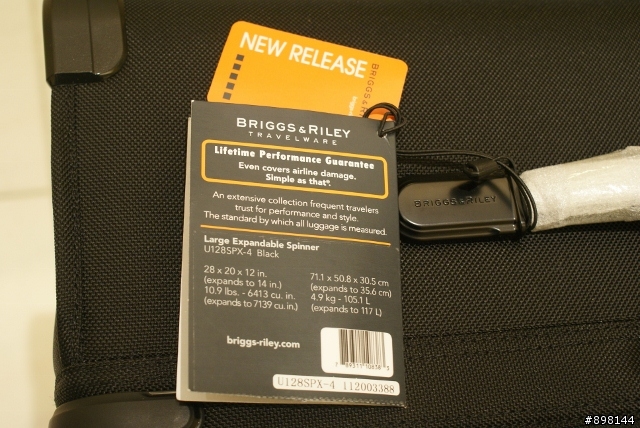 NEW RELEASE
BRIGGS & RILEY
TRAVELWARE
Lifetime Performance Guarantee
Even covers airline damage.
Simple as that®.
An extensive collection frequent travelers
trust for performance and style.
The standard by which all luggage is measured.
Large Expandable Spinner
U128SPX-4 Black
28 x 20 x 12 in.
(expands to 14 in.)
10.9 lbs. - 6413 cu. in.
(expands to 7139 cu. in.)
71.1 x 50.8 x 30.5 cm
(expands to 35.6 cm)
4.9 kg - 105.1 L
(expands to 117 L)
briggs-riley.com
U128SPX-4 112003388
BRIGGS & RILEY
#898144